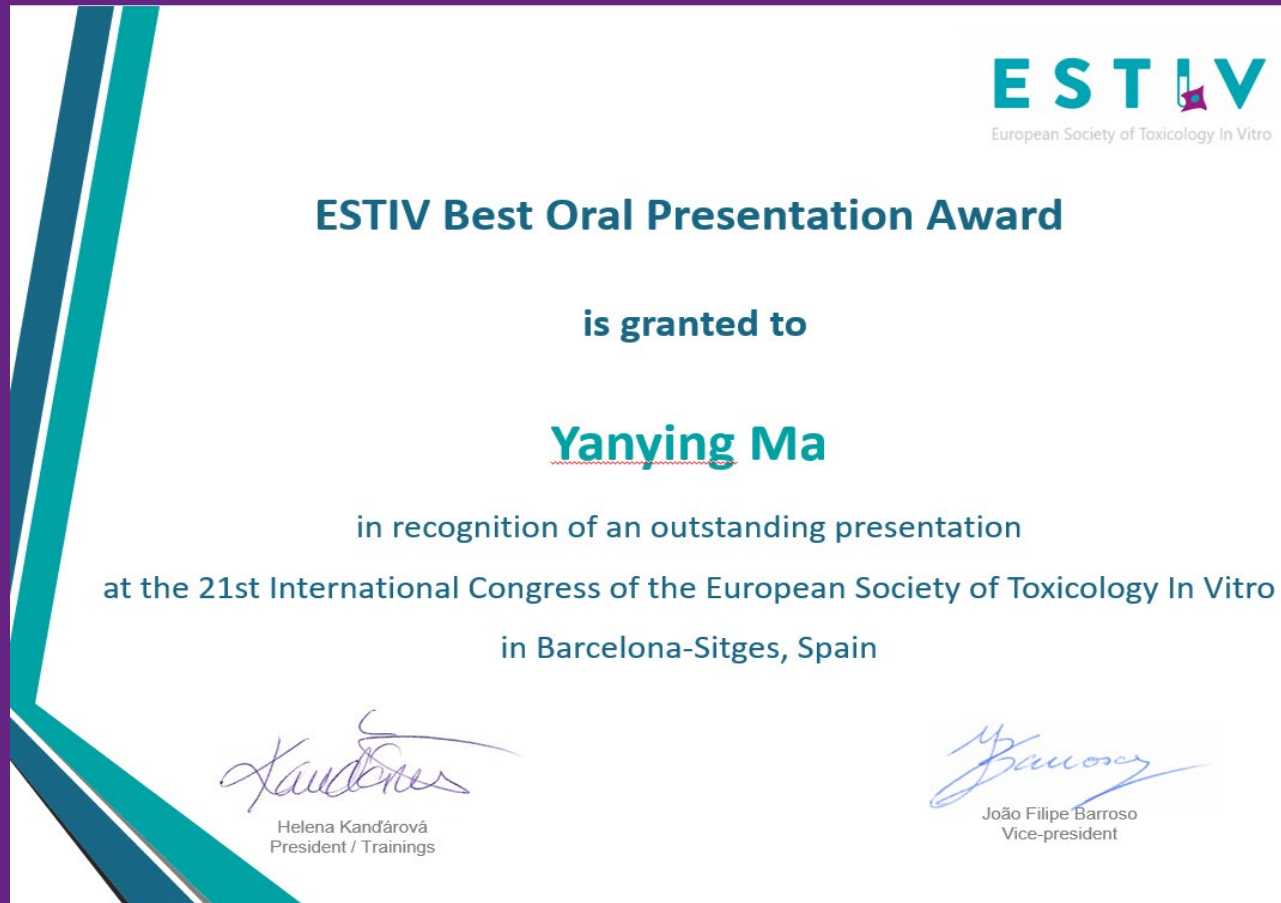 ESTIV
European Society of Toxicology In Vitro
ESTIV Best Oral Presentation Award
is granted to
Yanying Ma
in recognition of an outstanding presentation
at the 21st International Congress of the European Society of Toxicology In Vitro
in Barcelona-Sitges, Spain
Helena Kanďárová
President / Trainings
João Filipe Barroso
Vice-president